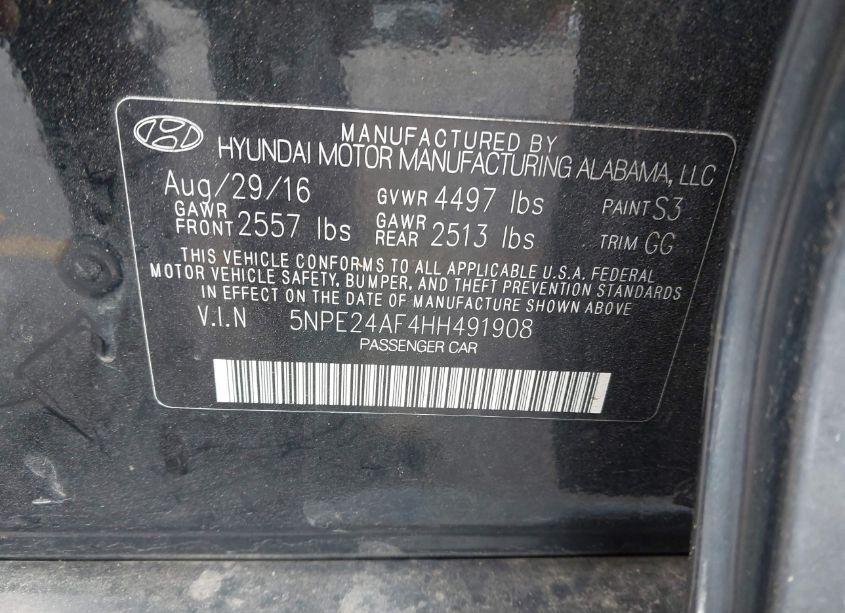 MANUFACTURED BY
HYUNDAI MOTOR MANUFACTURING ALABAMA, LLC
Aug/29/16 GVWR 4497 lbs PAINT S3
GAWR FRONT 2557 lbs GAWR REAR 2513 lbs TRIM GG
THIS VEHICLE CONFORMS TO ALL APPLICABLE U.S.A. FEDERAL
MOTOR VEHICLE SAFETY, BUMPER, AND THEFT PREVENTION STANDARDS
IN EFFECT ON THE DATE OF MANUFACTURE SHOWN ABOVE
V.I.N 5NPE24AF4HH491908
PASSENGER CAR